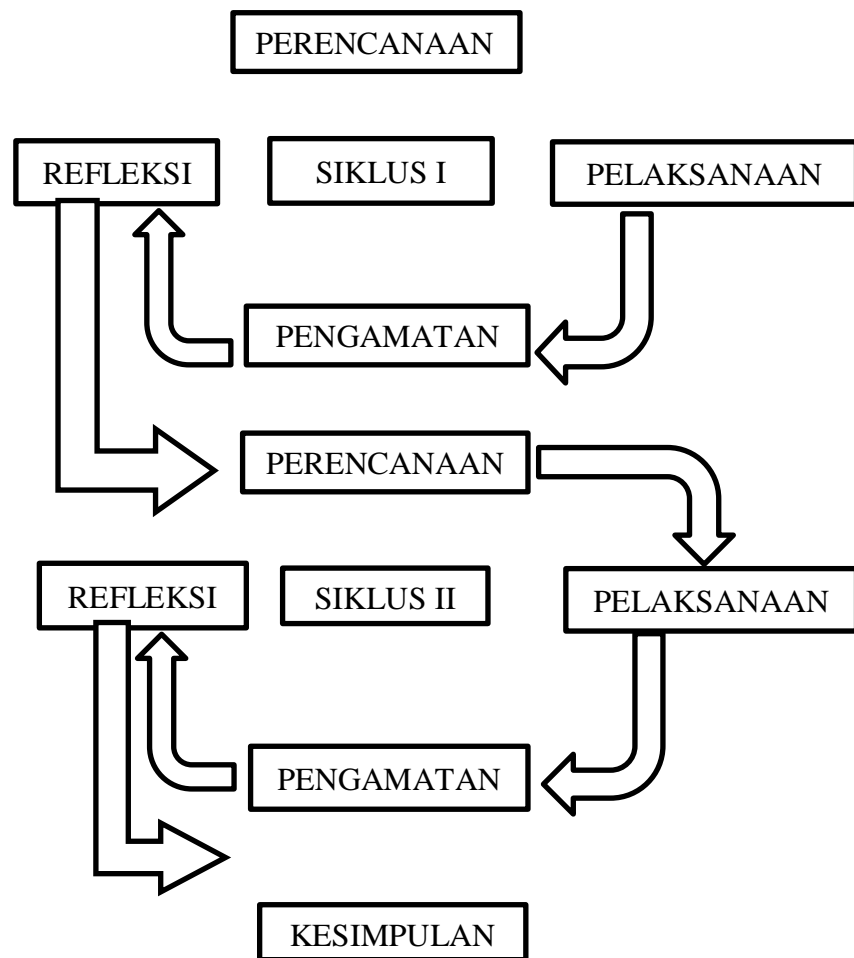 PERENCANAAN
REFLEKSI
SIKLUS I
PELAKSANAAN
PENGAMATAN
PERENCANAAN
REFLEKSI
SIKLUS II
PELAKSANAAN
PENGAMATAN
KESIMPULAN